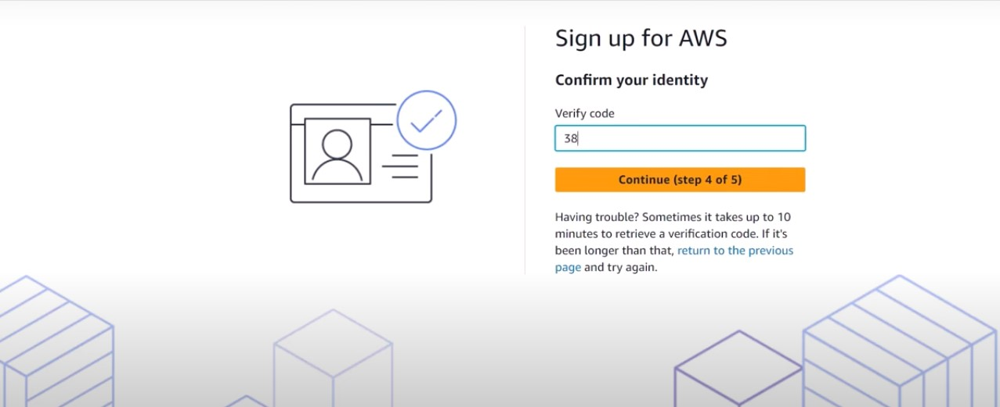 Sign up for AWS
Confirm your identity
Verify code
38
Continue (step 4 of 5)
Having trouble? Sometimes it takes up to 10
minutes to retrieve a verification code. If it's
been longer than that, return to the previous
page and try again.